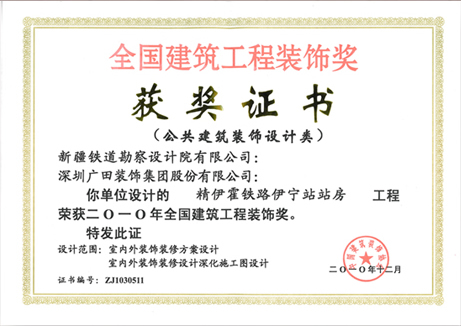 全国建筑工程装饰奖
获奖证书
（公共建筑装饰设计类）
新疆铁道勘察设计院有限公司：
深圳广田装饰集团股份有限公司：
你单位设计的 精伊霍铁路伊宁站站房 工程
荣获二〇一〇年全国建筑工程装饰奖。
特发此证
设计范围：室内外装饰装修方案设计
室内外装饰装修设计深化施工图设计
二〇一〇年十二月
证书编号：ZJ1030511